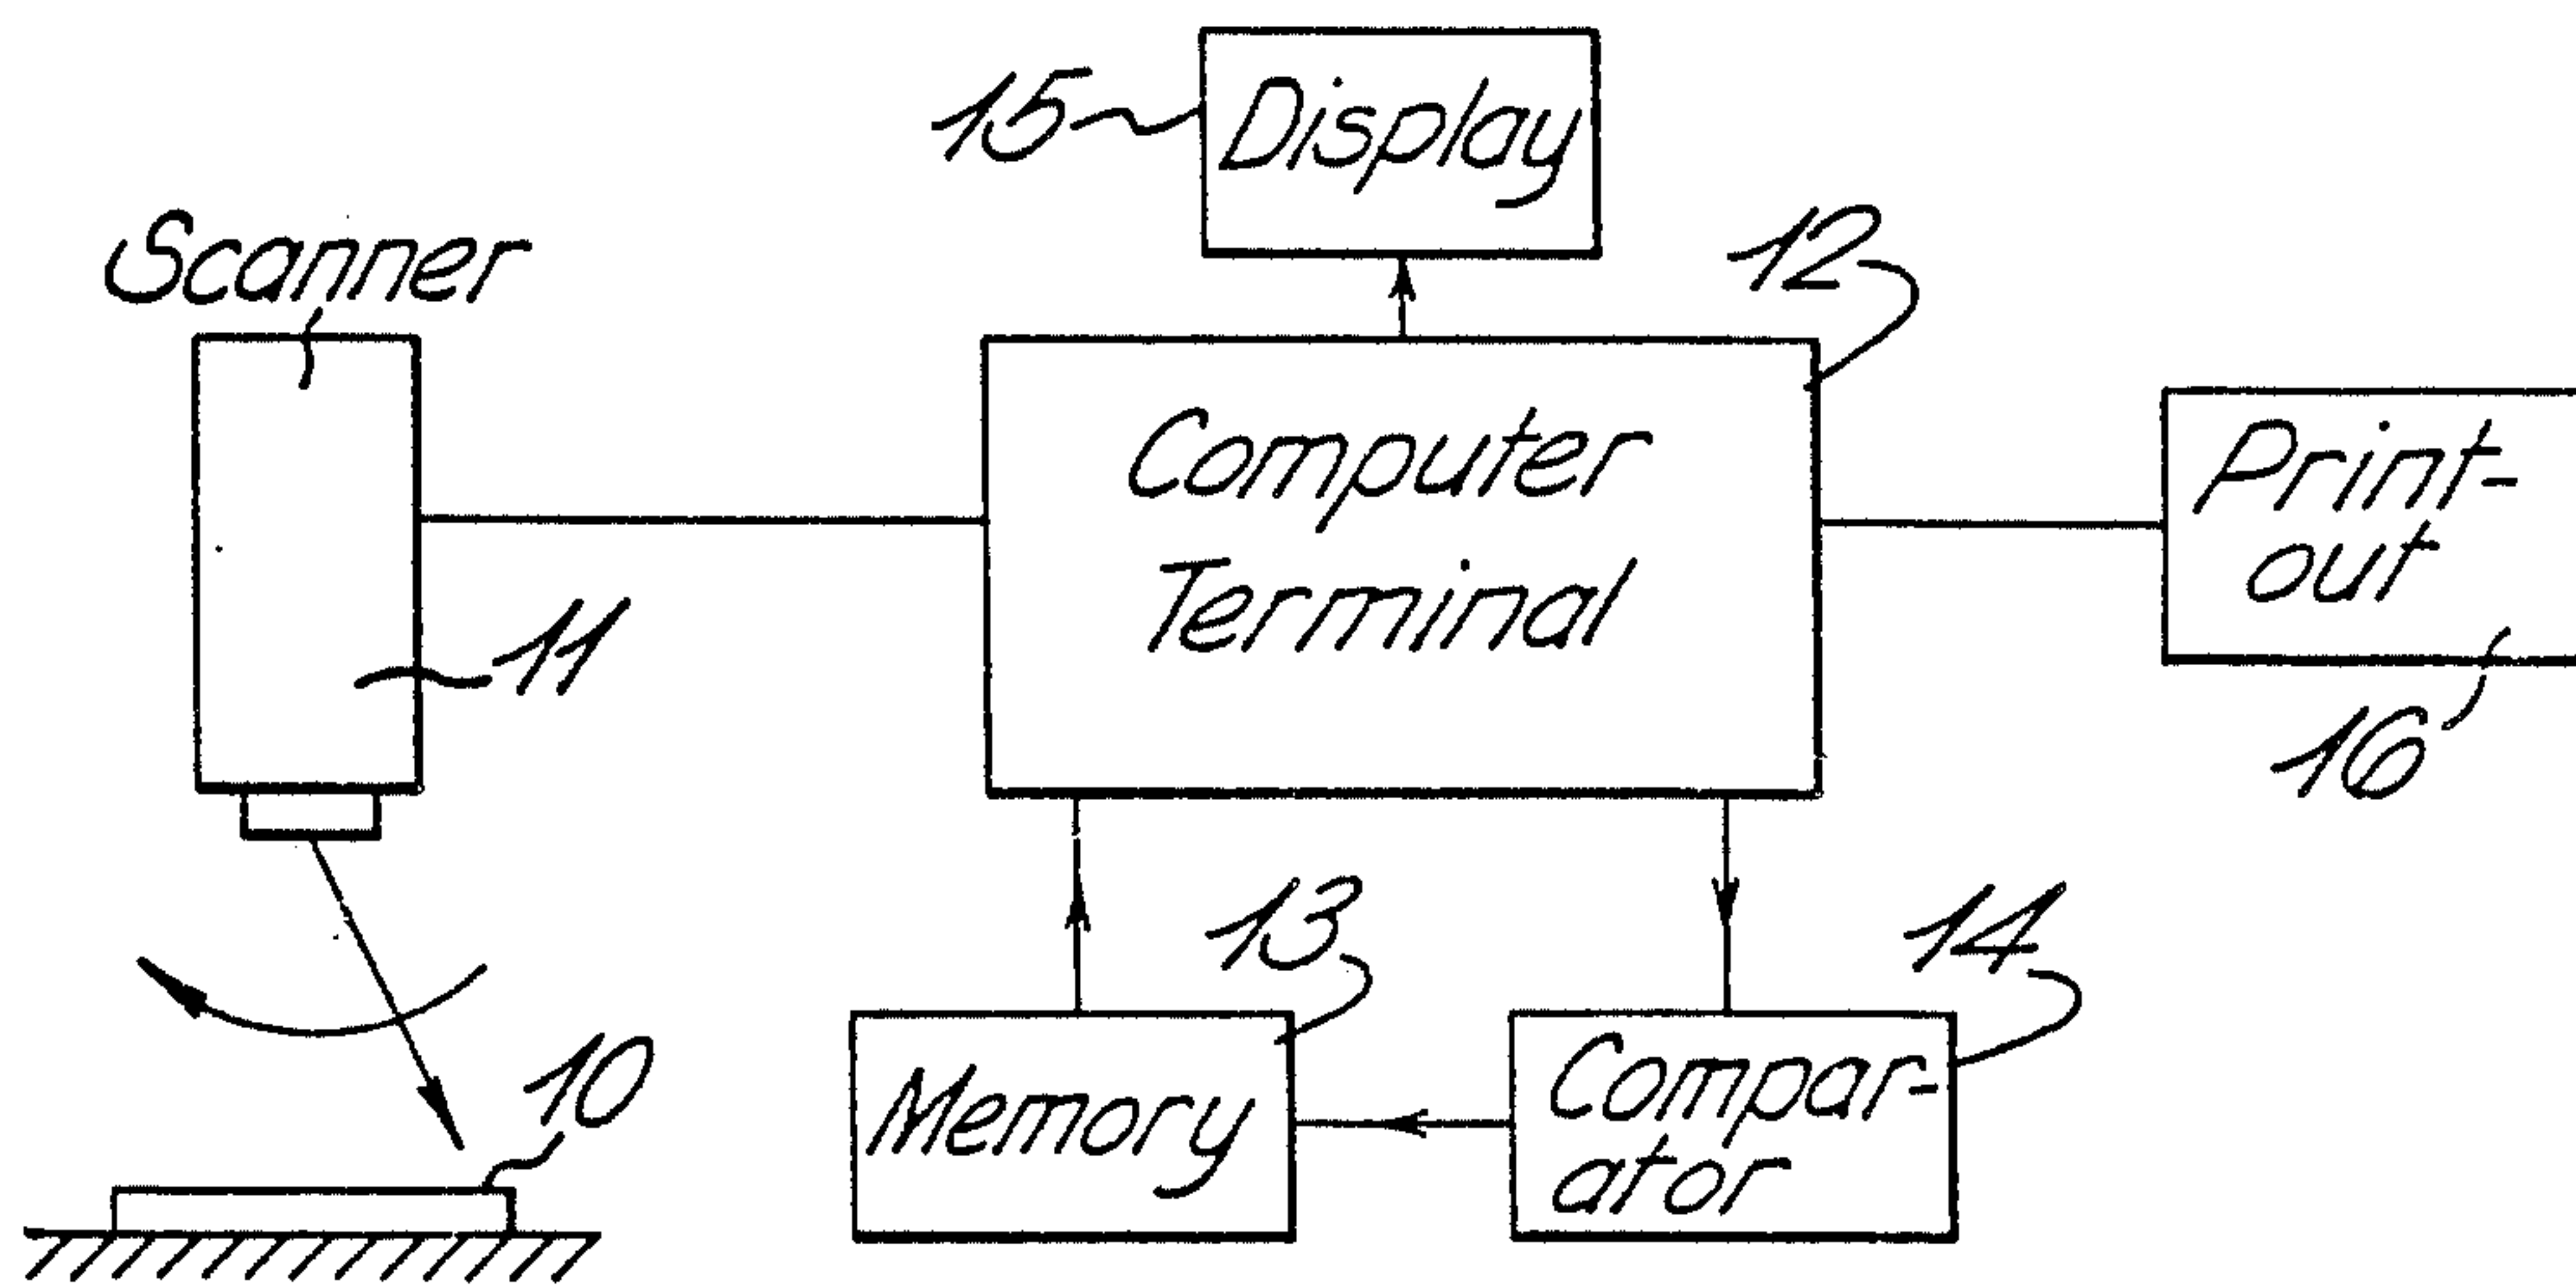 15
Display
12
Scanner
Computer
Terminal
Print-
out
11
16
13
14
10
Memory
Compar-
ator